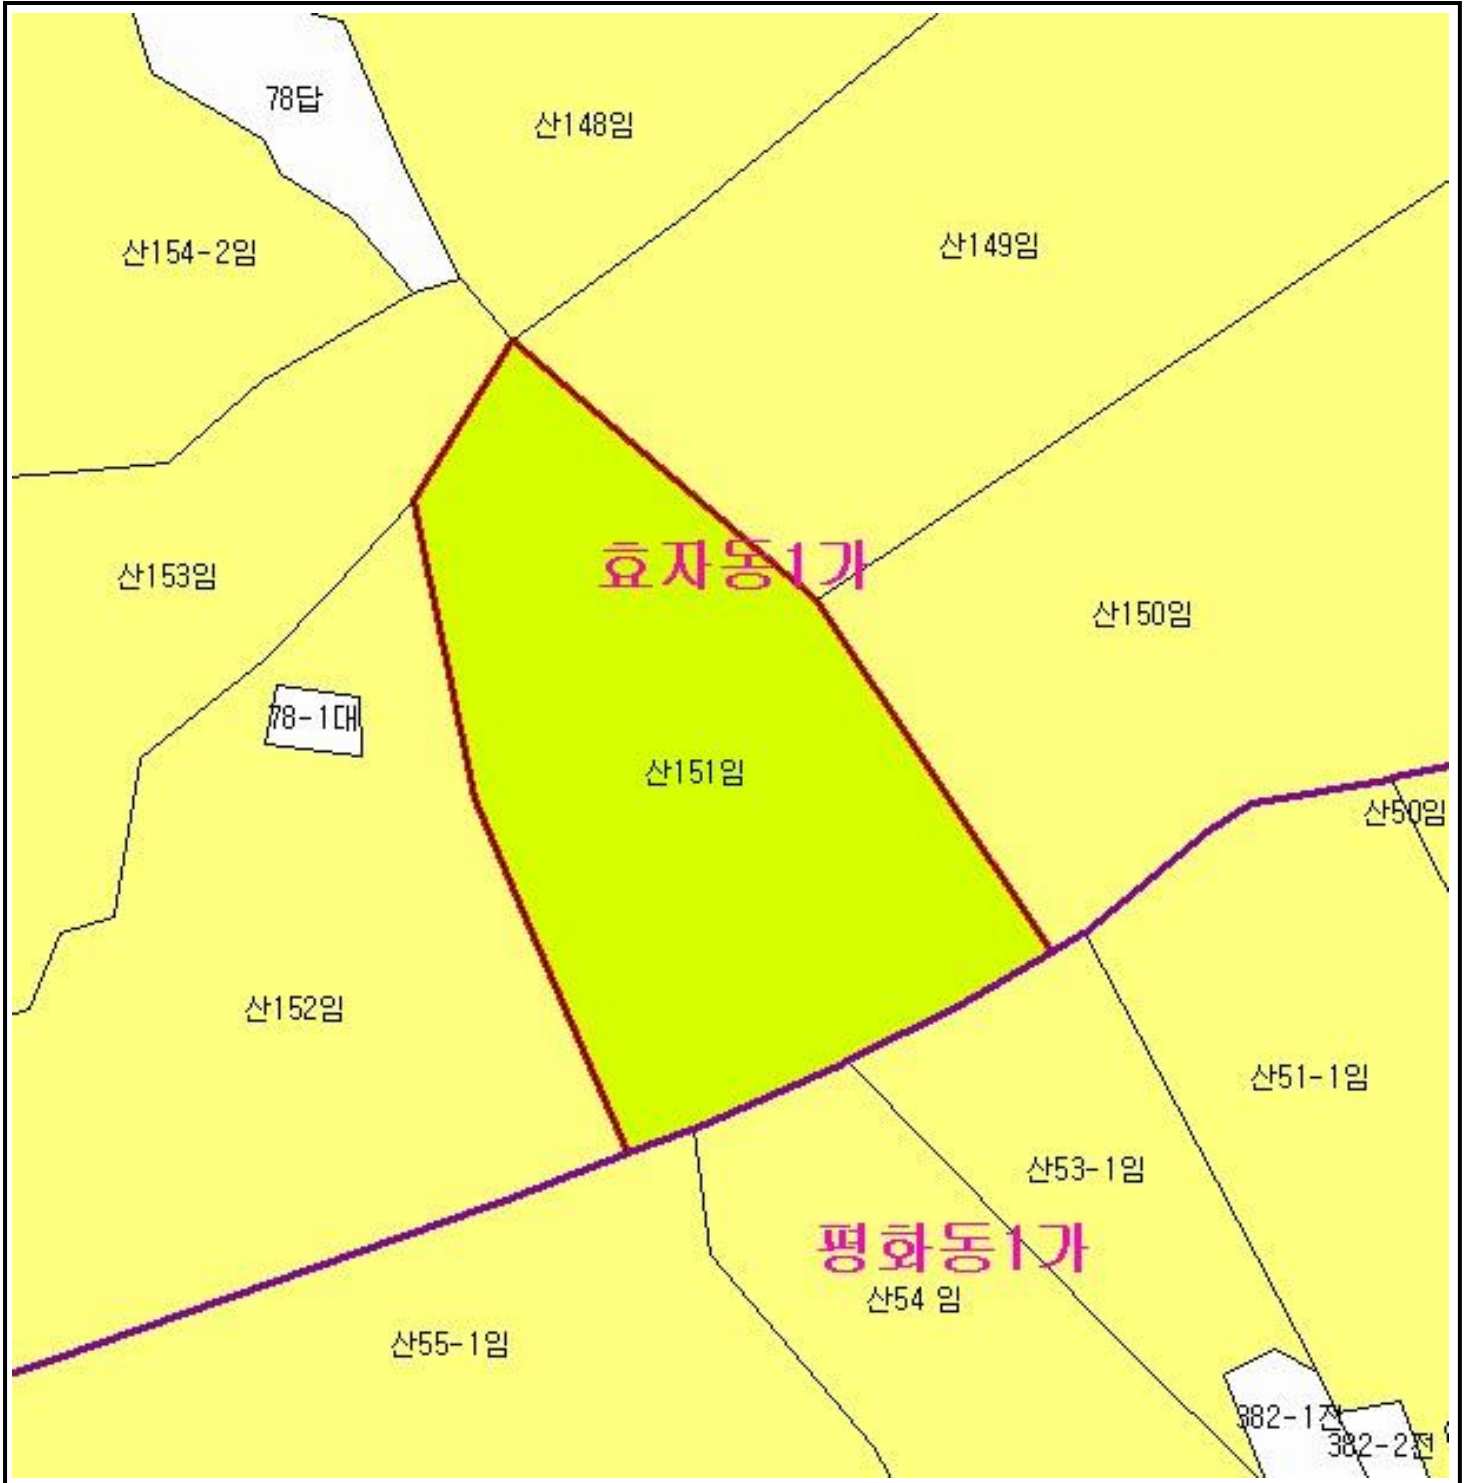 78답
산148임
산149임
산154-2임
효자동1가
산153임
산150임
78-1대
산151임
산50임
산152임
산51-1임
산53-1임
평화동1가
산54 임
산55-1임
382-1전
382-2전